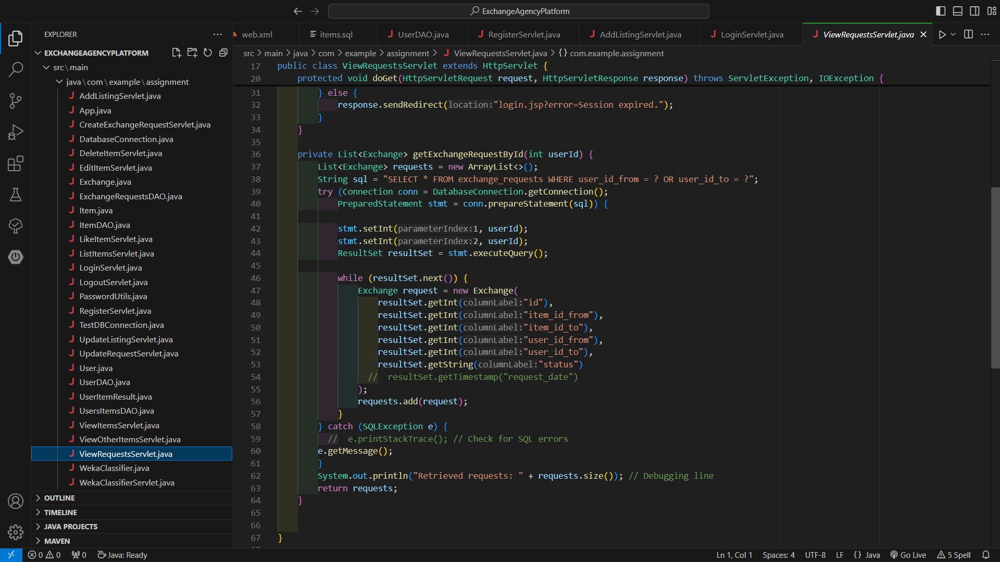 ExchangeAgencyPlatform
EXPLORER
EXCHANGEAGENCYPLATFORM
src\main
java\com\example\assignment
AddListingServlet.java
App.java
CreateExchangeRequestServlet.java
DatabaseConnection.java
DeleteItemServlet.java
EditItemServlet.java
Exchange.java
ExchangeRequestsDAO.java
Item.java
ItemDAO.java
LikeItemServlet.java
ListItemsServlet.java
LoginServlet.java
LogoutServlet.java
PasswordUtils.java
RegisterServlet.java
TestDBConnection.java
UpdateListingServlet.java
UpdateRequestServlet.java
User.java
UserDAO.java
UserItemResult.java
UsersItemsDAO.java
ViewItemsServlet.java
ViewOtherItemsServlet.java
ViewRequestsServlet.java
WekaClassifier.java
WekaClassifierServlet.java
OUTLINE
TIMELINE
JAVA PROJECTS
MAVEN
web.xml items.sql UserDAO.java RegisterServlet.java AddListingServlet.java LoginServlet.java ViewRequestsServlet.java
src > main > java > com > example > assignment > ViewRequestsServlet.java > {} com.example.assignment
17 public class ViewRequestsServlet extends HttpServlet {
20 protected void doGet(HttpServletRequest request, HttpServletResponse response) throws ServletException, IOException {
31 } else {
32 response.sendRedirect(location:"login.jsp?error=Session expired.");
33 }
34 }
35
36 private List<Exchange> getExchangeRequestById(int userId) {
37 List<Exchange> requests = new ArrayList<>();
38 String sql = "SELECT * FROM exchange_requests WHERE user_id_from = ? OR user_id_to = ?";
39 try (Connection conn = DatabaseConnection.getConnection();
40 PreparedStatement stmt = conn.prepareStatement(sql)) {
41
42 stmt.setInt(parameterIndex:1, userId);
43 stmt.setInt(parameterIndex:2, userId);
44 ResultSet resultSet = stmt.executeQuery();
45
46 while (resultSet.next()) {
47 Exchange request = new Exchange(
48 resultSet.getInt(columnLabel:"id"),
49 resultSet.getInt(columnLabel:"item_id_from"),
50 resultSet.getInt(columnLabel:"item_id_to"),
51 resultSet.getInt(columnLabel:"user_id_from"),
52 resultSet.getInt(columnLabel:"user_id_to"),
53 resultSet.getString(columnLabel:"status")
54 // resultSet.getTimestamp("request_date")
55 );
56 requests.add(request);
57 }
58 } catch (SQLException e) {
59 // e.printStackTrace(); // Check for SQL errors
60 e.getMessage();
61 }
62 System.out.println("Retrieved requests: " + requests.size()); // Debugging line
63 return requests;
64 }
65
66
67 }
0 0 0 Java: Ready Ln 1, Col 1 Spaces: 4 UTF-8 LF {} Java Go Live 5 Spell